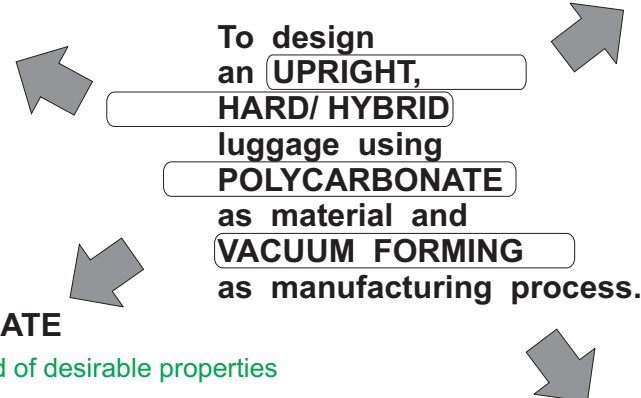 To design
an UPRIGHT,
HARD/ HYBRID
luggage using
POLYCARBONATE
as material and
VACUUM FORMING
as manufacturing process.
ATE
d of desirable properties